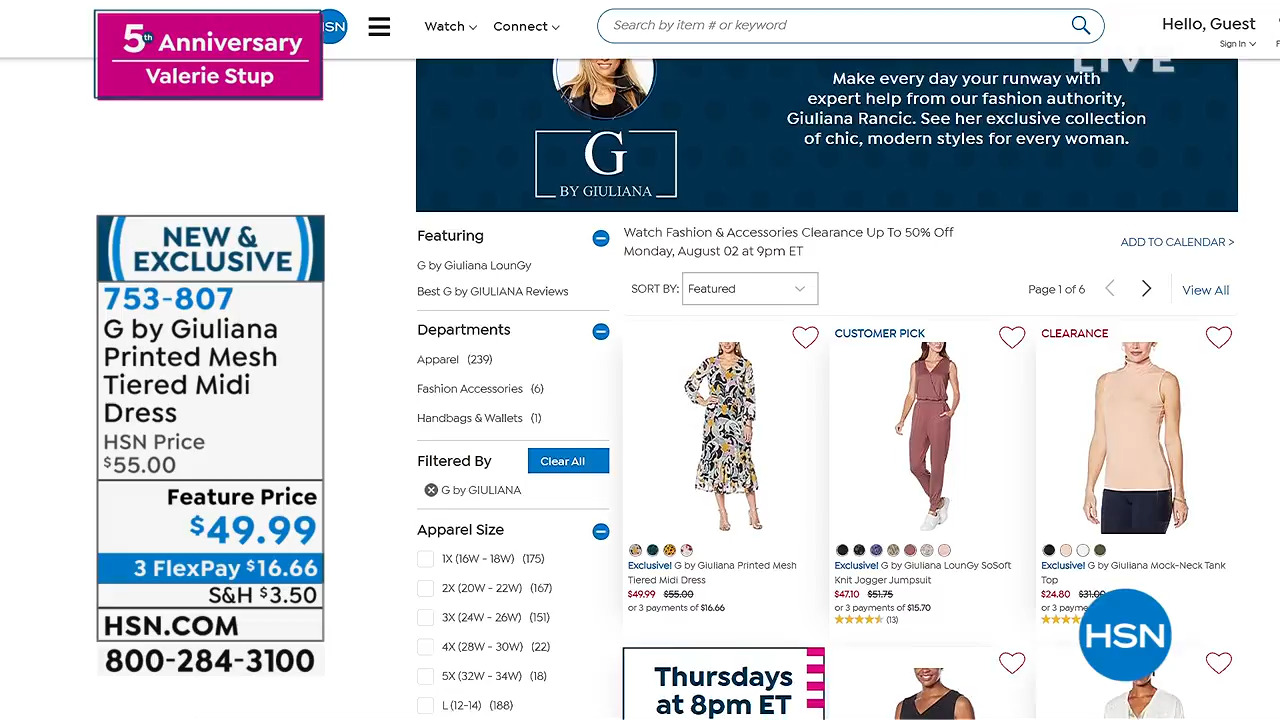 5th Anniversary
Valerie Stup
HSN
Watch
Connect
Search by item # or keyword
Hello, Guest
Sign In
LIVE
Make every day your runway with
expert help from our fashion authority,
Giuliana Rancic. See her exclusive collection
of chic, modern styles for every woman.
G
BY GIULIANA
NEW &
EXCLUSIVE
753-807
G by Giuliana
Printed Mesh
Tiered Midi
Dress
HSN Price
$55.00
Feature Price
$49.99
3 FlexPay $16.66
S&H $3.50
HSN.COM
800-284-3100
Featuring
G by Giuliana LounGy
Best G by GIULIANA Reviews
Departments
Apparel (239)
Fashion Accessories (6)
Handbags & Wallets (1)
Filtered By
Clear All
G by GIULIANA
Apparel Size
1X (16W - 18W) (175)
2X (20W - 22W) (167)
3X (24W - 26W) (151)
4X (28W - 30W) (22)
5X (32W - 34W) (18)
L (12-14) (188)
Watch Fashion & Accessories Clearance Up To 50% Off
Monday, August 02 at 9pm ET
ADD TO CALENDAR >
SORT BY: Featured
Page 1 of 6
View All
Exclusive! G by Giuliana Printed Mesh
Tiered Midi Dress
$49.99 $55.00
or 3 payments of $16.66
CUSTOMER PICK
Exclusive! G by Giuliana LounGy SoSoft
Knit Jogger Jumpsuit
$47.10 $51.75
or 3 payments of $15.70
(13)
CLEARANCE
Exclusive! G by Giuliana Mock-Neck Tank
Top
$24.80 $31.00
or 3 payme
HSN
Thursdays
at 8pm ET